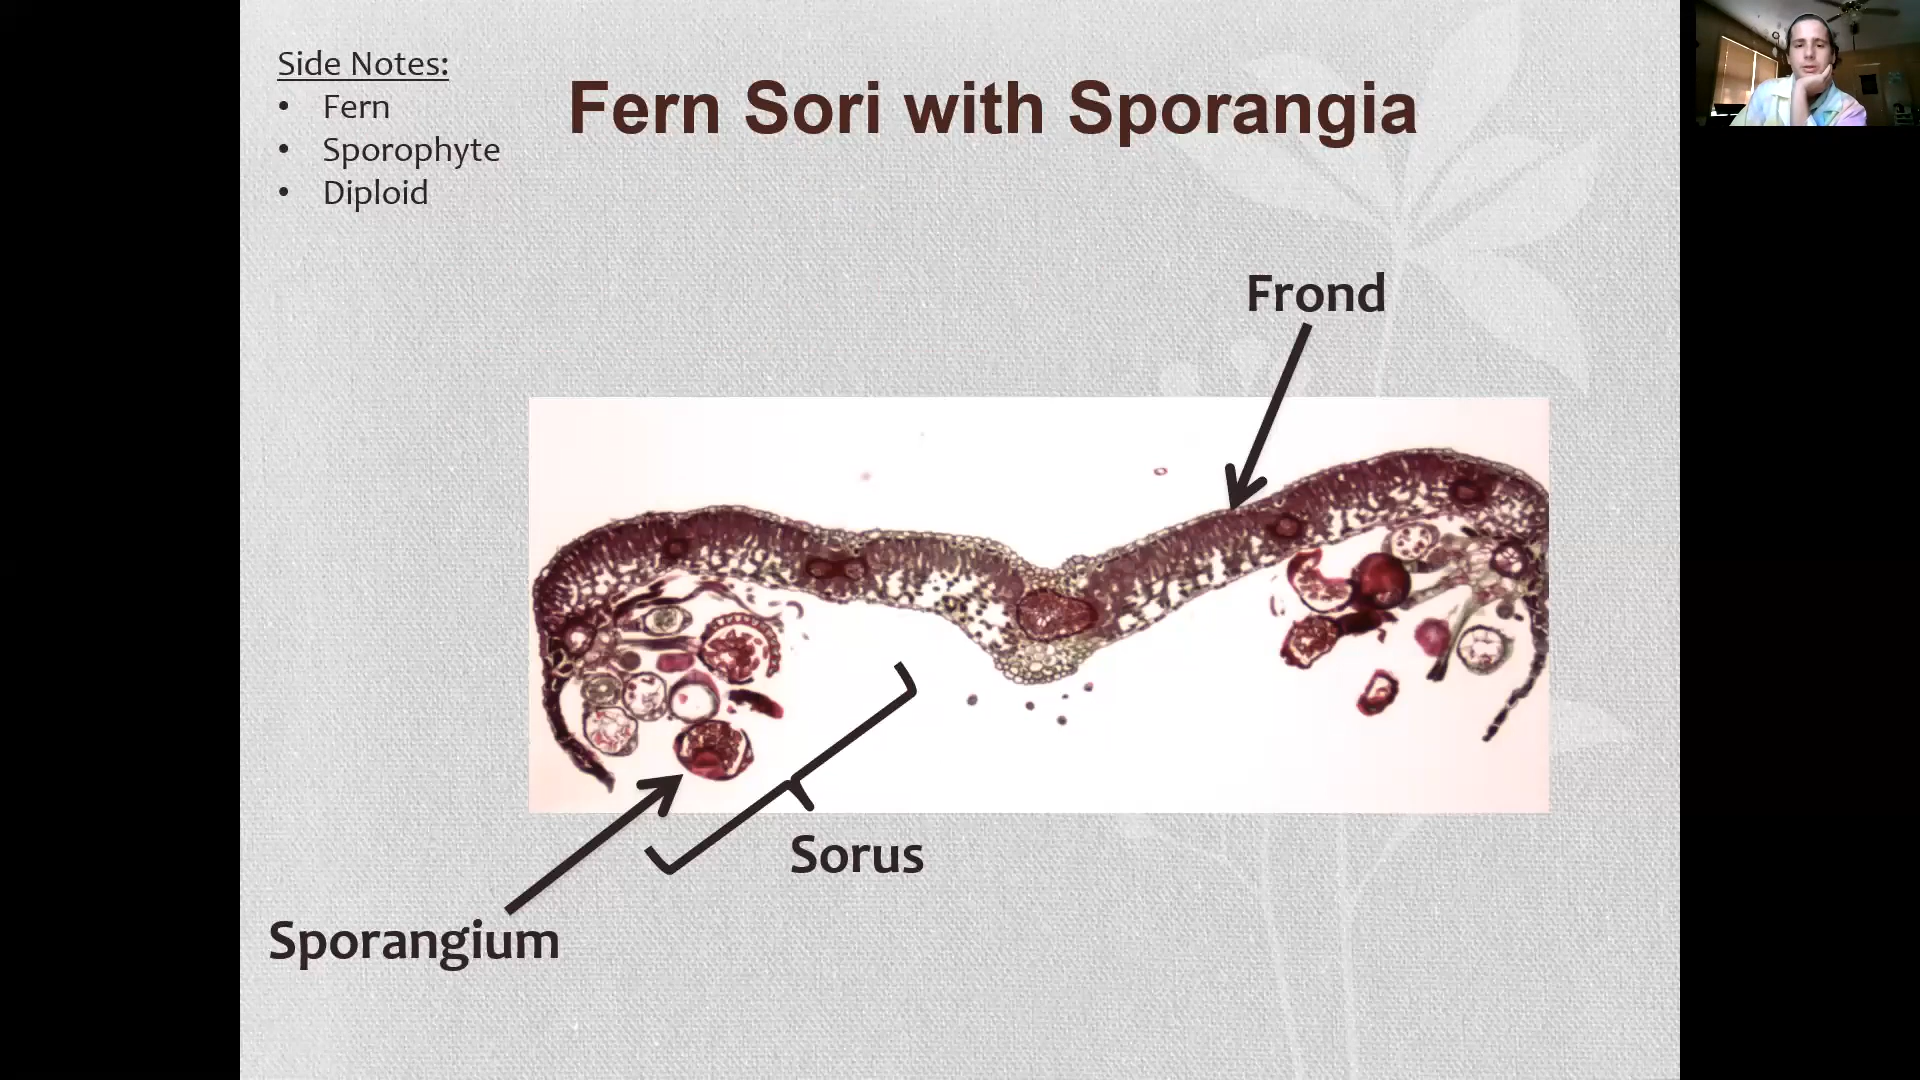 Side Notes:
• Fern
• Sporophyte
• Diploid
Fern Sori with Sporangia
Frond
Sorus
Sporangium